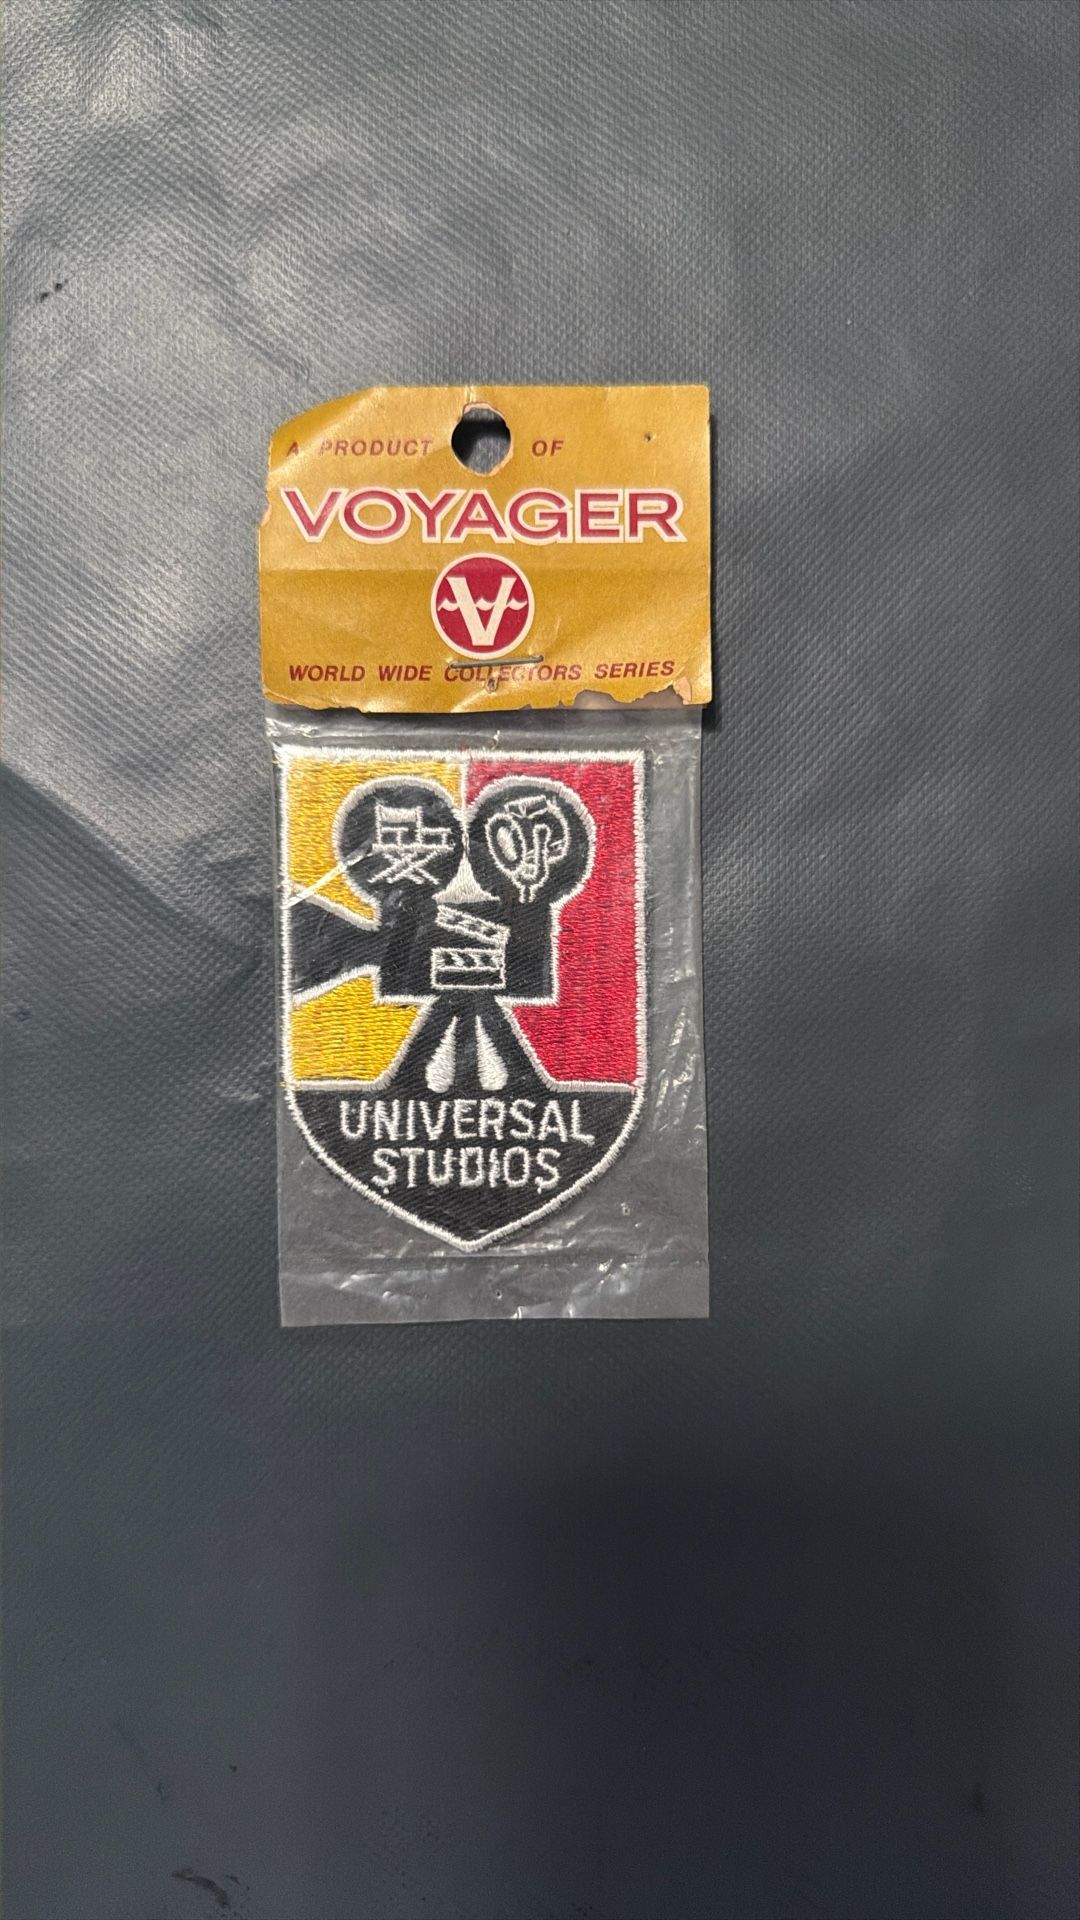 A PRODUCT OF
VOYAGER
V
WORLD WIDE COLLECTORS SERIES
UNIVERSAL
STUDIOS